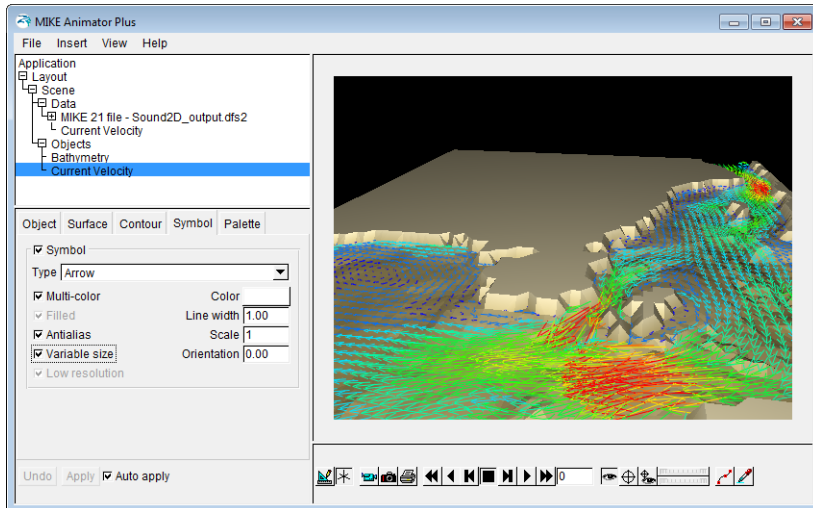 MIKE Animator Plus
File Insert View Help
Application
Layout
Scene
Data
MIKE 21 file - Sound2D_output.dfs2
Current Velocity
Objects
Bathymetry
Current Velocity
Object Surface Contour Symbol Palette
Symbol
Type Arrow
Multi-color Color
Filled Line width 1.00
Antialias Scale 1
Variable size Orientation 0.00
Low resolution
Undo Apply Auto apply 0